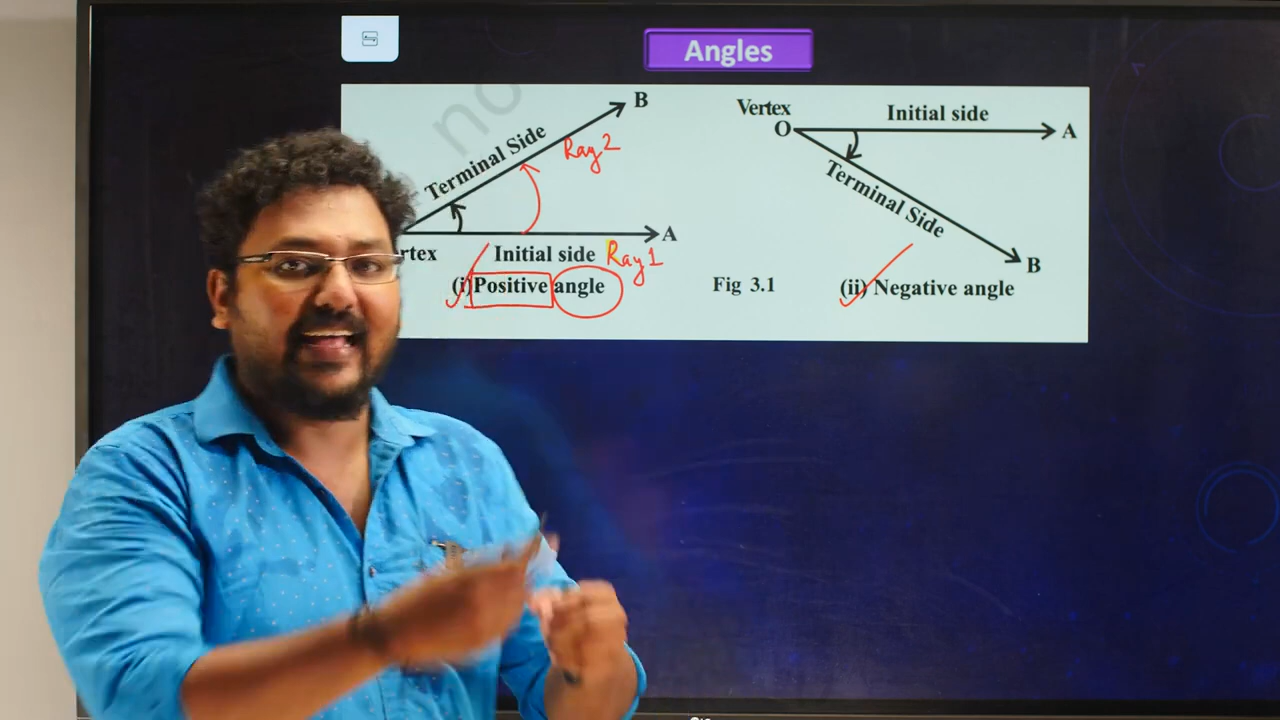 Angles
no
B
Terminal Side
Ray 2
A
rtex
Initial side Ray 1
(i) Positive angle
Fig 3.1
Vertex
O
Initial side
A
Terminal Side
B
(ii) Negative angle